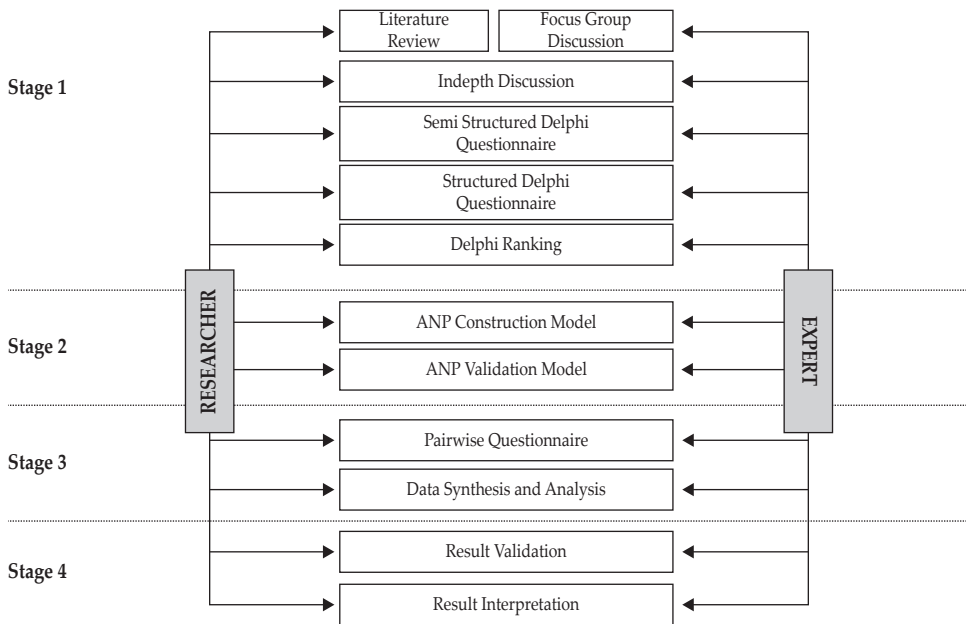 Literature
Review
Focus Group
Discussion
Stage 1
Indepth Discussion
Semi Structured Delphi
Questionnaire
Structured Delphi
Questionnaire
Delphi Ranking
RESEARCHER
EXPERT
Stage 2
ANP Construction Model
ANP Validation Model
Stage 3
Pairwise Questionnaire
Data Synthesis and Analysis
Stage 4
Result Validation
Result Interpretation